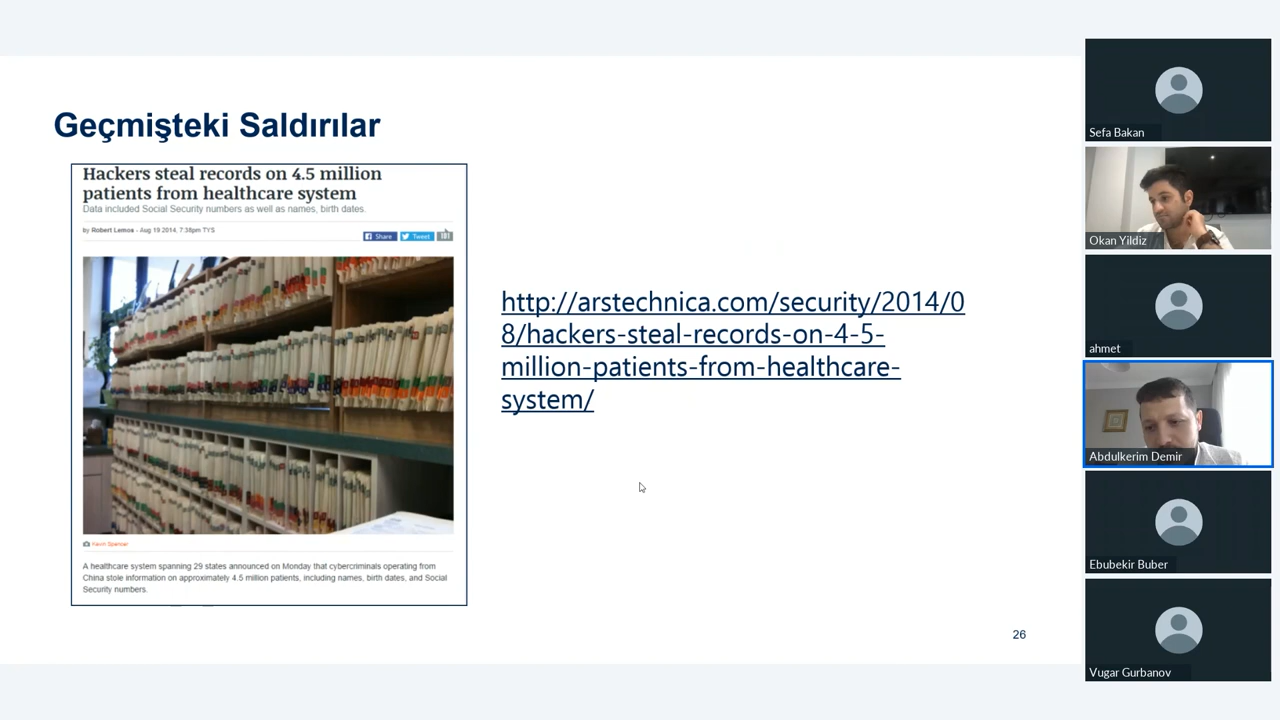 Geçmişteki Saldırılar
Hackers steal records on 4.5 million
patients from healthcare system
Data included Social Security numbers as well as names, birth dates.
by Robert Lemos - Aug 19 2014, 7:38pm TYS
Share
Tweet
Kevin Spencer
A healthcare system spanning 29 states announced on Monday that cybercriminals operating from
China stole information on approximately 4.5 million patients, including names, birth dates, and Social
Security numbers.
http://arstechnica.com/security/2014/0
8/hackers-steal-records-on-4-5-
million-patients-from-healthcare-
system/
26
Sefa Bakan
Okan Yildiz
ahmet
Abdulkerim Demir
Ebubekir Buber
Vugar Gurbanov